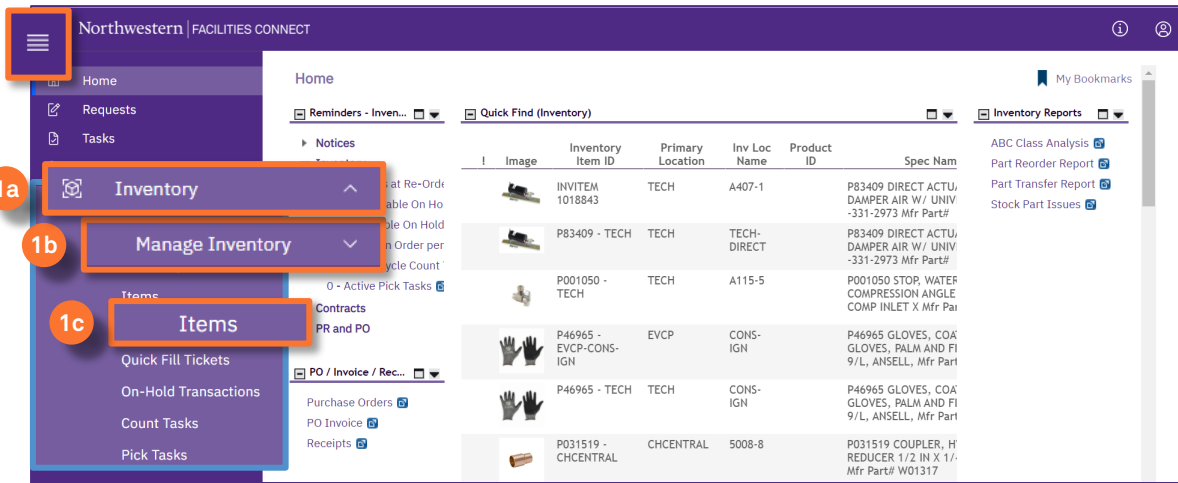 Northwestern | FACILITIES CONNECT
Home
Requests
Tasks
1a
Inventory
1b
Manage Inventory
Items
1c
Items
Quick Fill Tickets
On-Hold Transactions
Count Tasks
Pick Tasks
Home
My Bookmarks
Reminders - Inven...
Notices
s at Re-Orde
able On Ho
ble On Hold
n Order per
ycle Count
0 - Active Pick Tasks
Contracts
PR and PO
PO / Invoice / Rec...
Purchase Orders
PO Invoice
Receipts
Quick Find (Inventory)
! Image Inventory Item ID Primary Location Inv Loc Name Product ID Spec Nam
INVITEM 1018843 TECH A407-1 P83409 DIRECT ACTU
DAMPER AIR W/ UNIV
-331-2973 Mfr Part#
P83409 - TECH TECH TECH-DIRECT P83409 DIRECT ACTU
DAMPER AIR W/ UNIV
-331-2973 Mfr Part#
P001050 - TECH TECH A115-5 P001050 STOP, WATER
COMPRESSION ANGLE
COMP INLET X Mfr Par
P46965 - EVCP-CONS-IGN EVCP CONS-IGN P46965 GLOVES, COA
GLOVES, PALM AND FI
9/L, ANSELL, Mfr Part
P46965 - TECH TECH CONS-IGN P46965 GLOVES, COA
GLOVES, PALM AND FI
9/L, ANSELL, Mfr Part
P031519 - CHCENTRAL CHCENTRAL 5008-8 P031519 COUPLER, H
REDUCER 1/2 IN X 1/
Mfr Part# W01317
Inventory Reports
ABC Class Analysis
Part Reorder Report
Part Transfer Report
Stock Part Issues